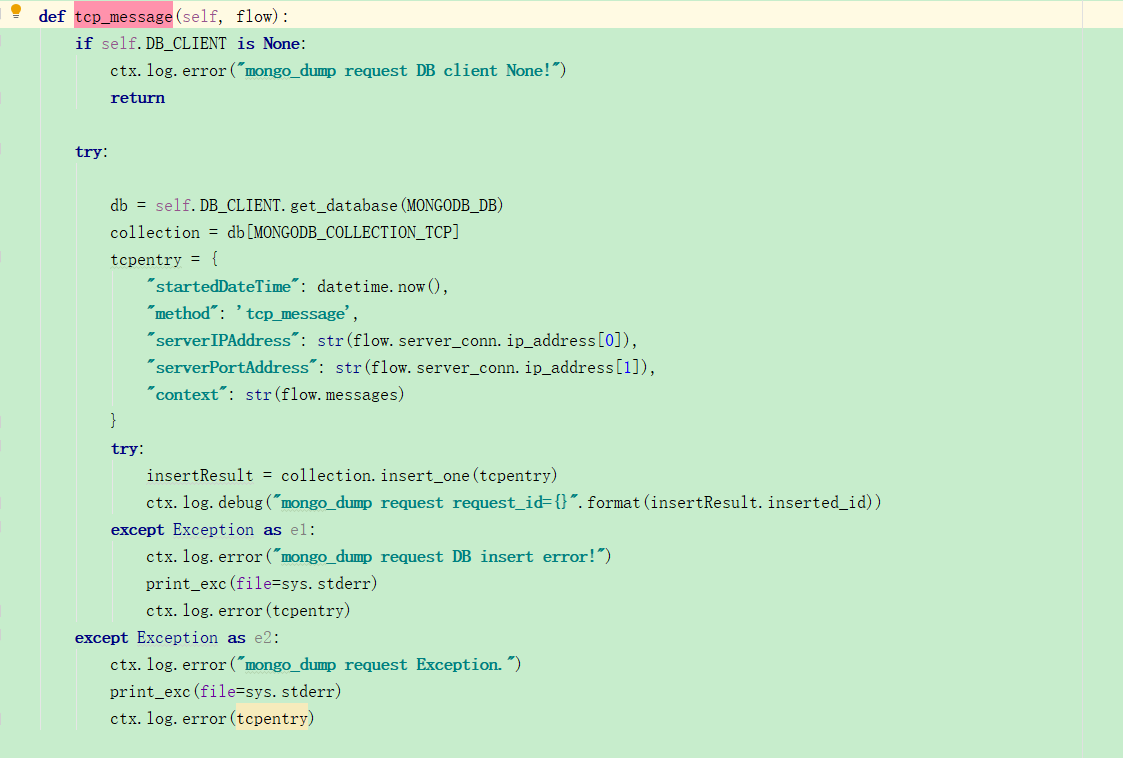 def tcp_message(self, flow):
    if self.DB_CLIENT is None:
        ctx.log.error("mongo_dump request DB client None!")
        return
    try:
        db = self.DB_CLIENT.get_database(MONGODB_DB)
        collection = db[MONGODB_COLLECTION_TCP]
        tcpentry = {
            "startedDateTime": datetime.now(),
            "method": 'tcp_message',
            "serverIPAddress": str(flow.server_conn.ip_address[0]),
            "serverPortAddress": str(flow.server_conn.ip_address[1]),
            "context": str(flow.messages)
        }
        try:
            insertResult = collection.insert_one(tcpentry)
            ctx.log.debug("mongo_dump request request_id={}".format(insertResult.inserted_id))
        except Exception as e1:
            ctx.log.error("mongo_dump request DB insert error!")
            print_exc(file=sys.stderr)
            ctx.log.error(tcpentry)
    except Exception as e2:
        ctx.log.error("mongo_dump request Exception.")
        print_exc(file=sys.stderr)
        ctx.log.error(tcpentry)